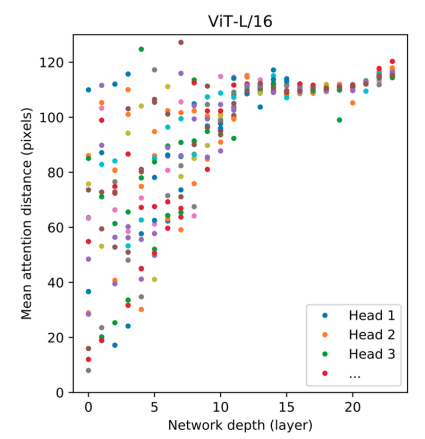 ViT-L/16
Mean attention distance (pixels)
120
100
80
60
40
20
0
Head 1
Head 2
Head 3
...
0 5 10 15 20
Network depth (layer)